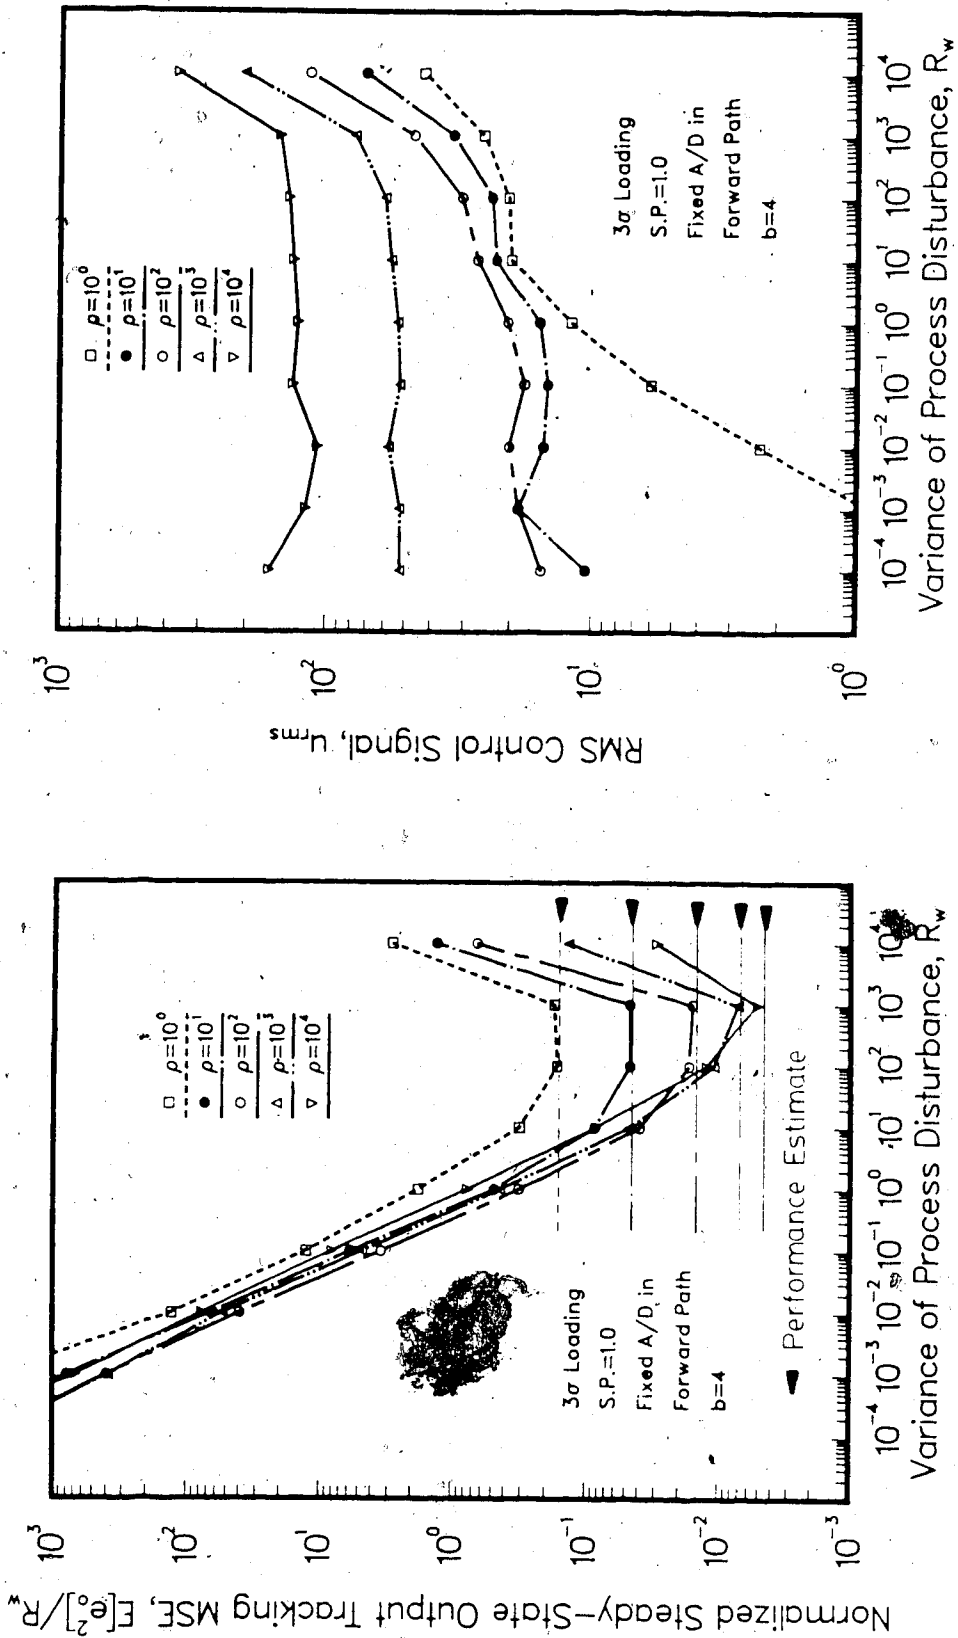 Normalized Steady-State Output Tracking MSE, E[e₀²]/R_w
10³
10²
10¹
10⁰
10⁻¹
10⁻²
10⁻³
□ ρ=10⁰
● ρ=10¹
○ ρ=10²
△ ρ=10³
▽ ρ=10⁴
3σ Loading
S.P.=1.0
Fixed A/D in
Forward Path
b=4
Performance Estimate
10⁻⁴ 10⁻³ 10⁻² 10⁻¹ 10⁰ 10¹ 10² 10³ 10⁴
Variance of Process Disturbance, R_w
RMS Control Signal, u_rms
10³
10²
10¹
10⁰
□ ρ=10⁰
● ρ=10¹
○ ρ=10²
△ ρ=10³
▽ ρ=10⁴
3σ Loading
S.P.=1.0
Fixed A/D in
Forward Path
b=4
10⁻⁴ 10⁻³ 10⁻² 10⁻¹ 10⁰ 10¹ 10² 10³ 10⁴
Variance of Process Disturbance, R_w